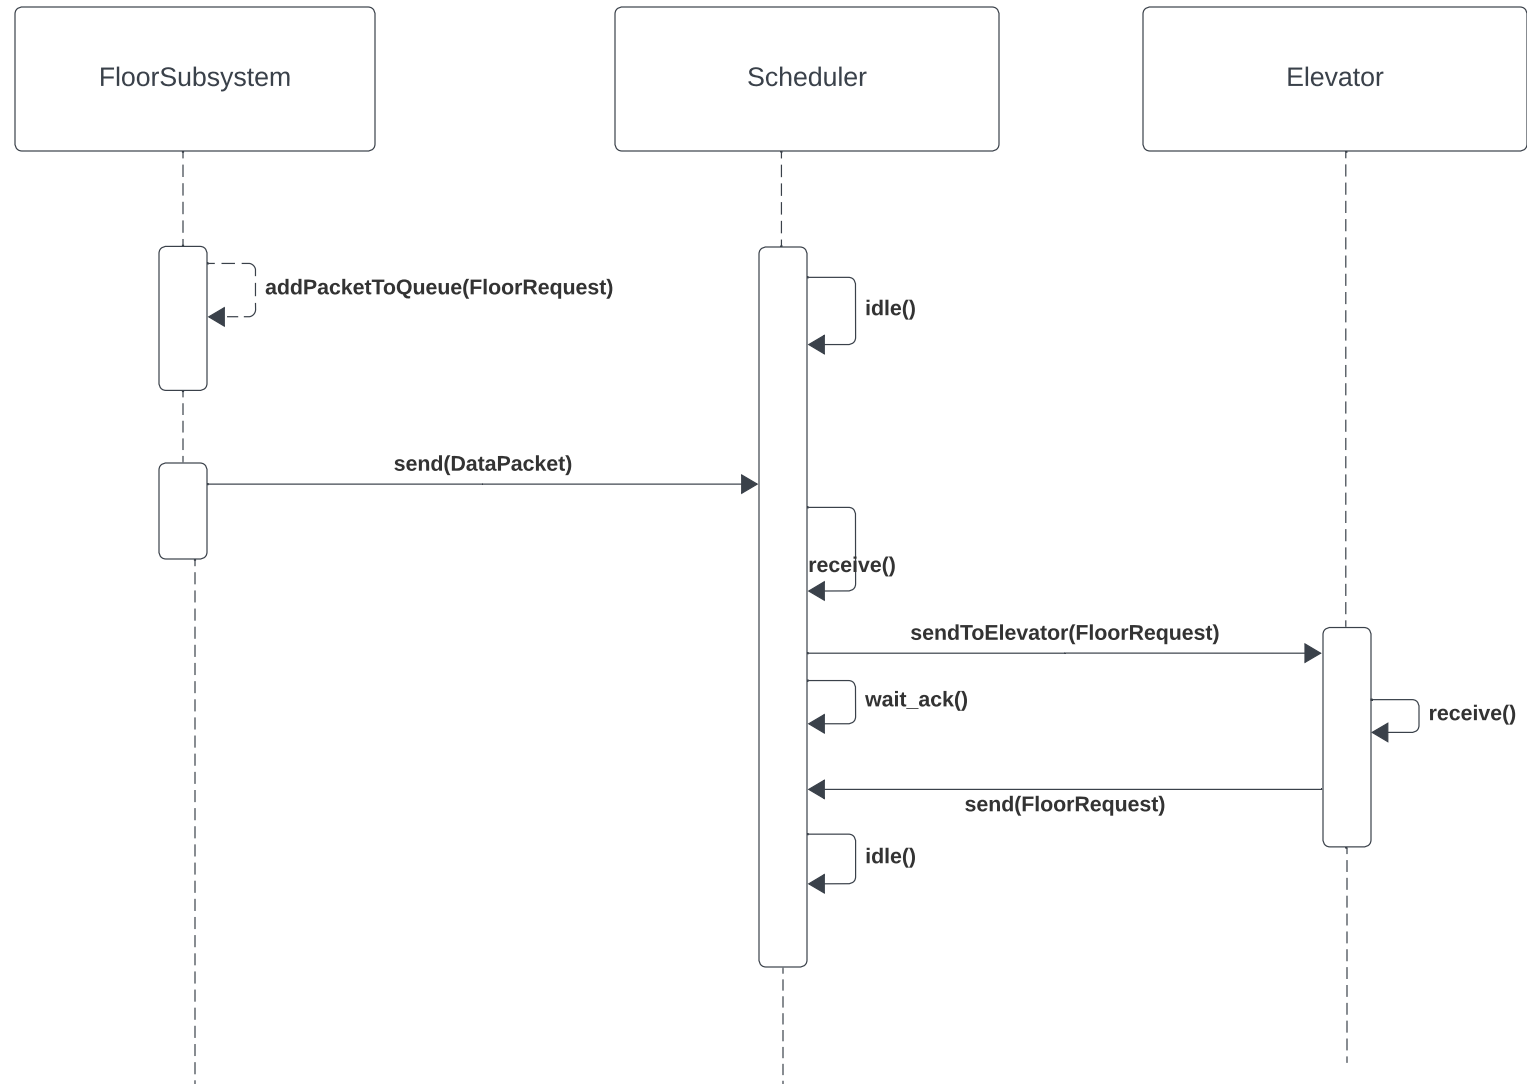 FloorSubsystem
Scheduler
Elevator
addPacketToQueue(FloorRequest)
idle()
send(DataPacket)
receive()
sendToElevator(FloorRequest)
wait_ack()
receive()
send(FloorRequest)
idle()